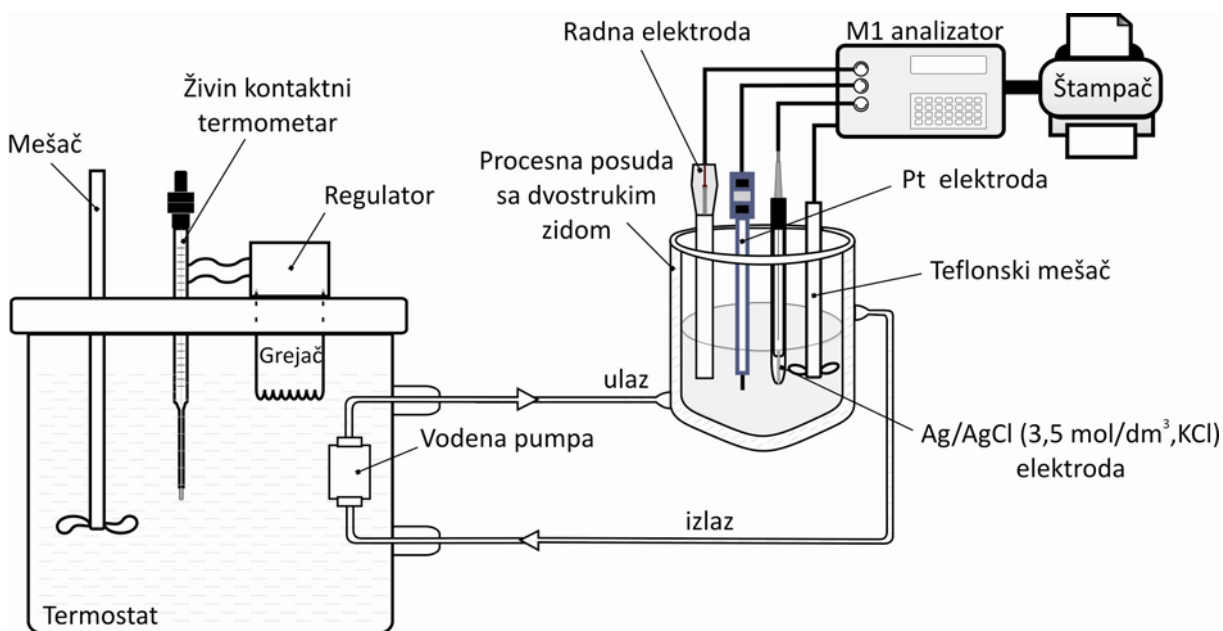 Radna elektroda
M1 analizator
Štampač
Živin kontaktni
termometar
Mešač
Regulator
Procesna posuda
sa dvostrukim
zidom
Pt elektroda
Teflonski mešač
Grejač
ulaz
Vodena pumpa
Ag/AgCl (3,5 mol/dm³,KCl)
elektroda
izlaz
Termostat